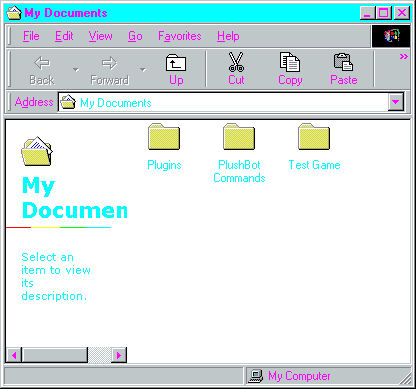 My Documents
File Edit View Go Favorites Help
Back Forward Up Cut Copy Paste »
Address My Documents
Plugins PlushBot Test Game
Commands
My
Documen
Select an
item to view
its
description.
My Computer